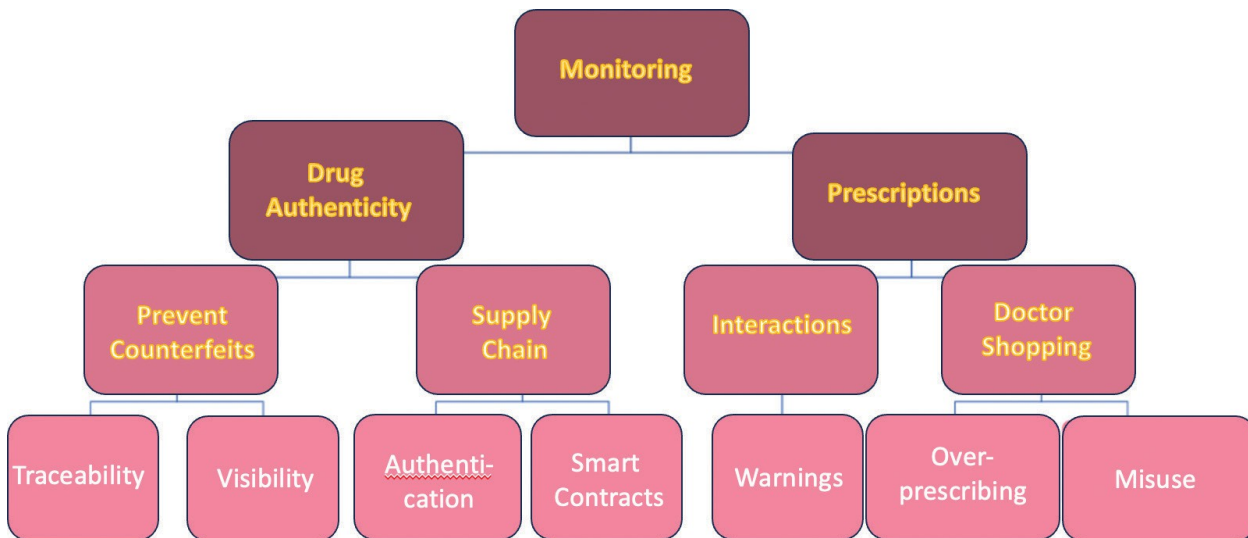 Monitoring
Drug
Authenticity
Prescriptions
Prevent
Counterfeits
Supply
Chain
Interactions
Doctor
Shopping
Traceability
Visibility
Authenti-
cation
Smart
Contracts
Warnings
Over-
prescribing
Misuse